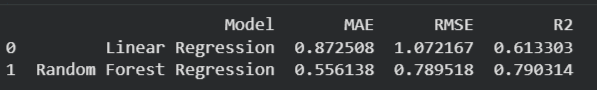 Model MAE RMSE R2
0 Linear Regression 0.872508 1.072167 0.613303
1 Random Forest Regression 0.556138 0.789518 0.790314